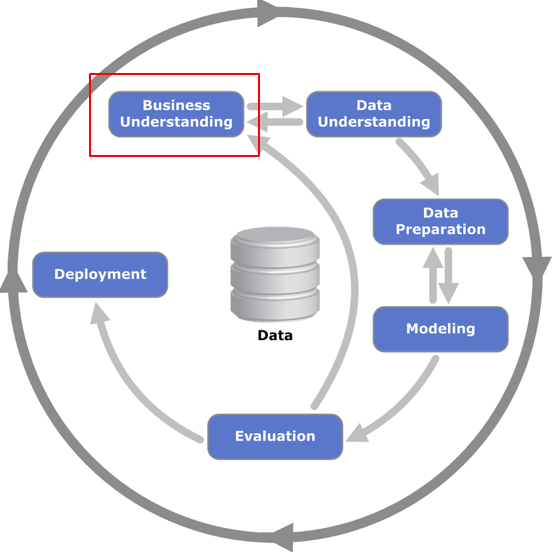 Business
Understanding
Data
Understanding
Data
Preparation
Deployment
Data
Modeling
Evaluation